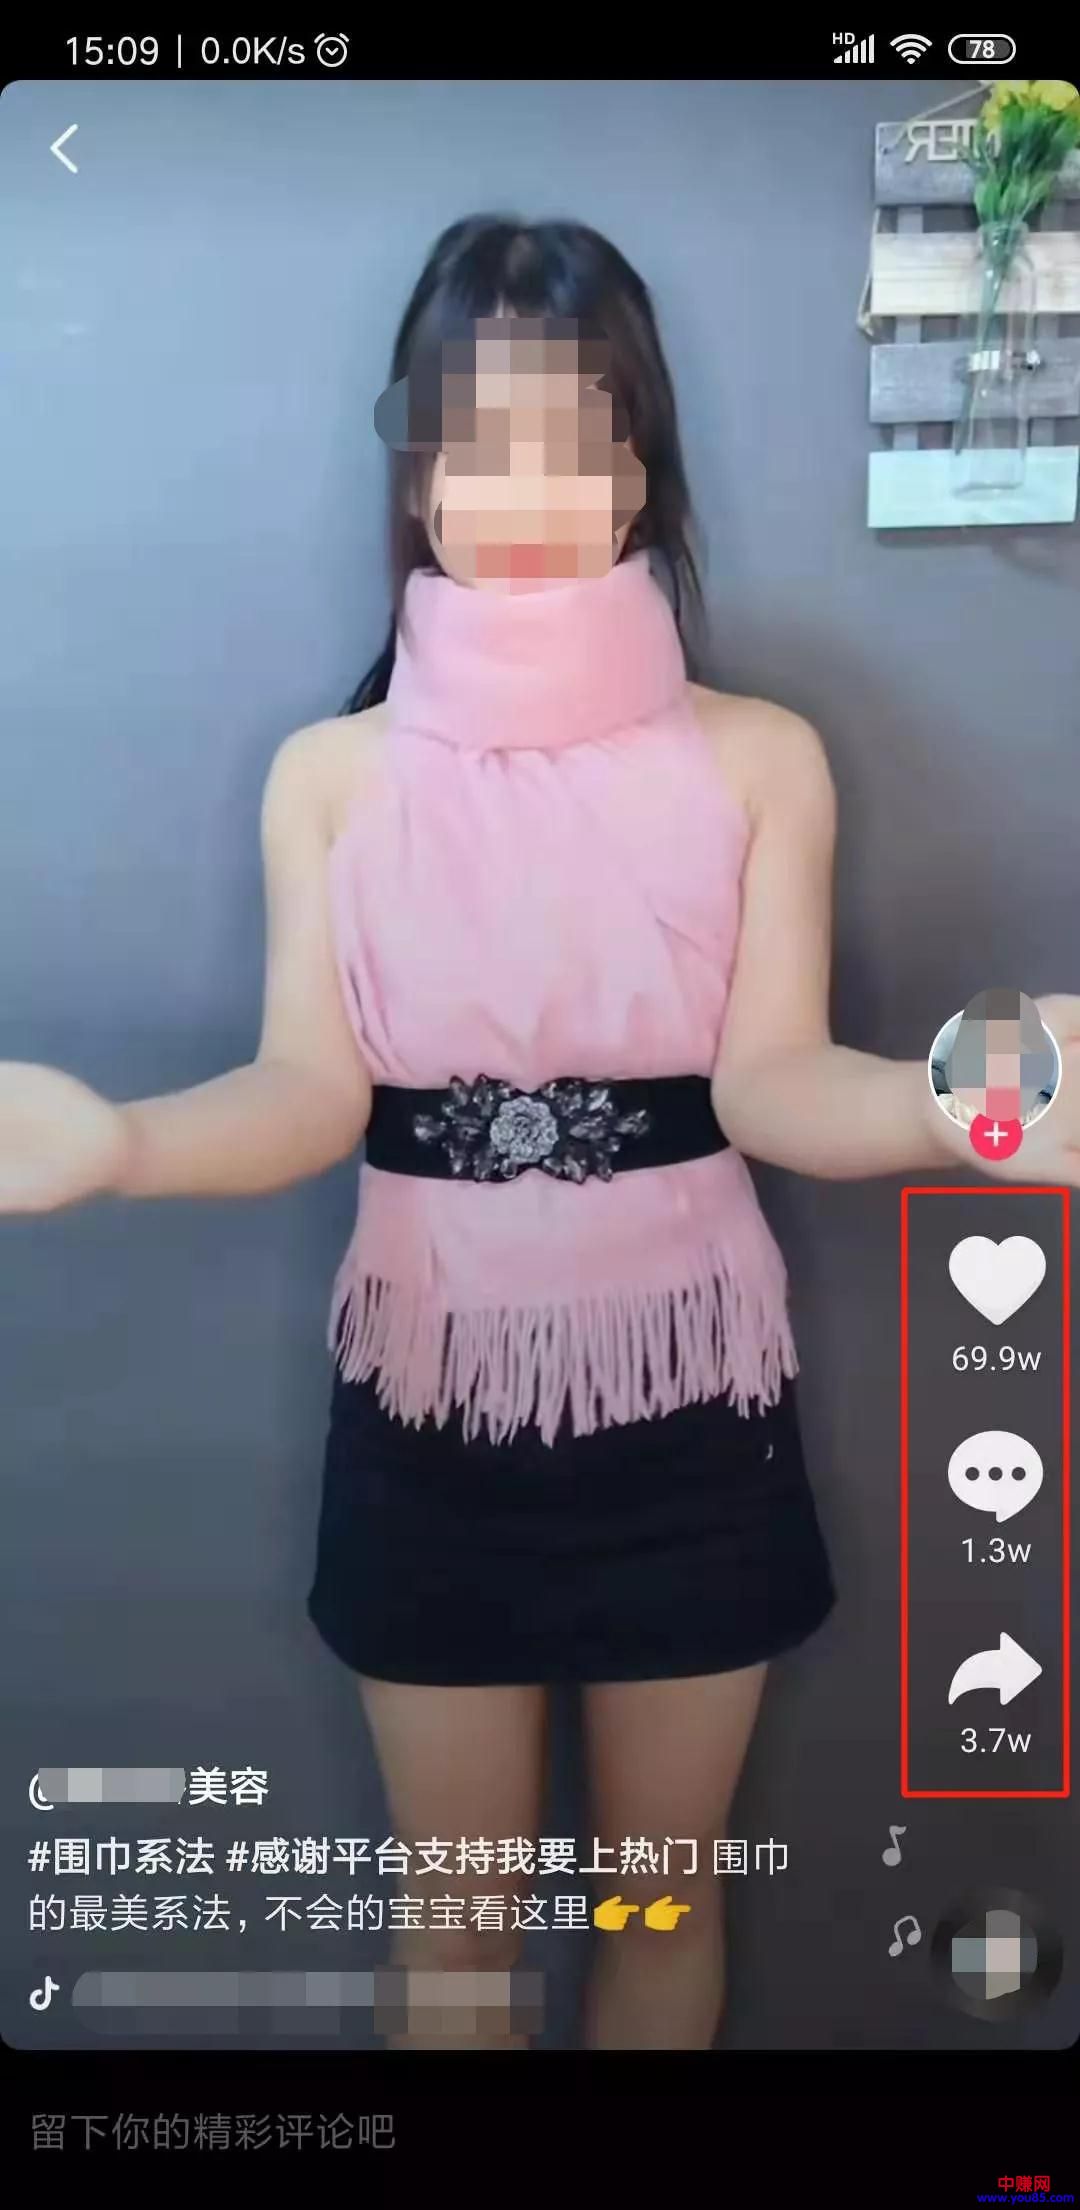 15:09 | 0.0K/s
HD
78
69.9w
1.3w
3.7w
@
美容
#围巾系法 #感谢平台支持我要上热门 围巾
的最美系法，不会的宝宝看这里👉👉
留下你的精彩评论吧
中赚网
www.you85.com